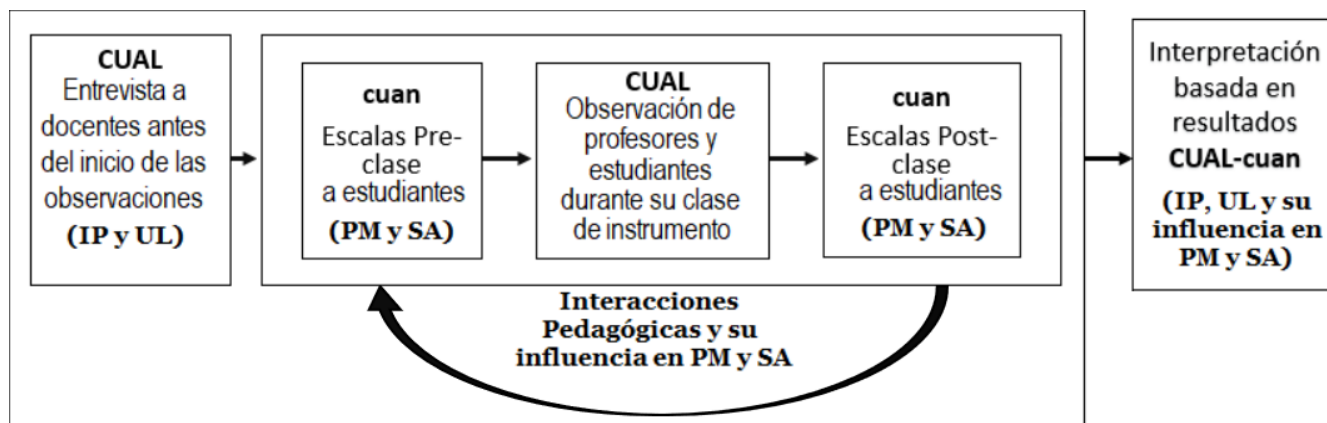 CUAL
Entrevista a
docentes antes
del inicio de las
observaciones
(IP y UL)
cuan
Escalas Pre-
clase
a estudiantes
(PM y SA)
CUAL
Observación de
profesores y
estudiantes
durante su clase
de instrumento
cuan
Escalas Post-
clase
a estudiantes
(PM y SA)
Interacciones
Pedagógicas y su
influencia en PM y SA
Interpretación
basada en
resultados
CUAL-cuan
(IP, UL y su
influencia en
PM y SA)